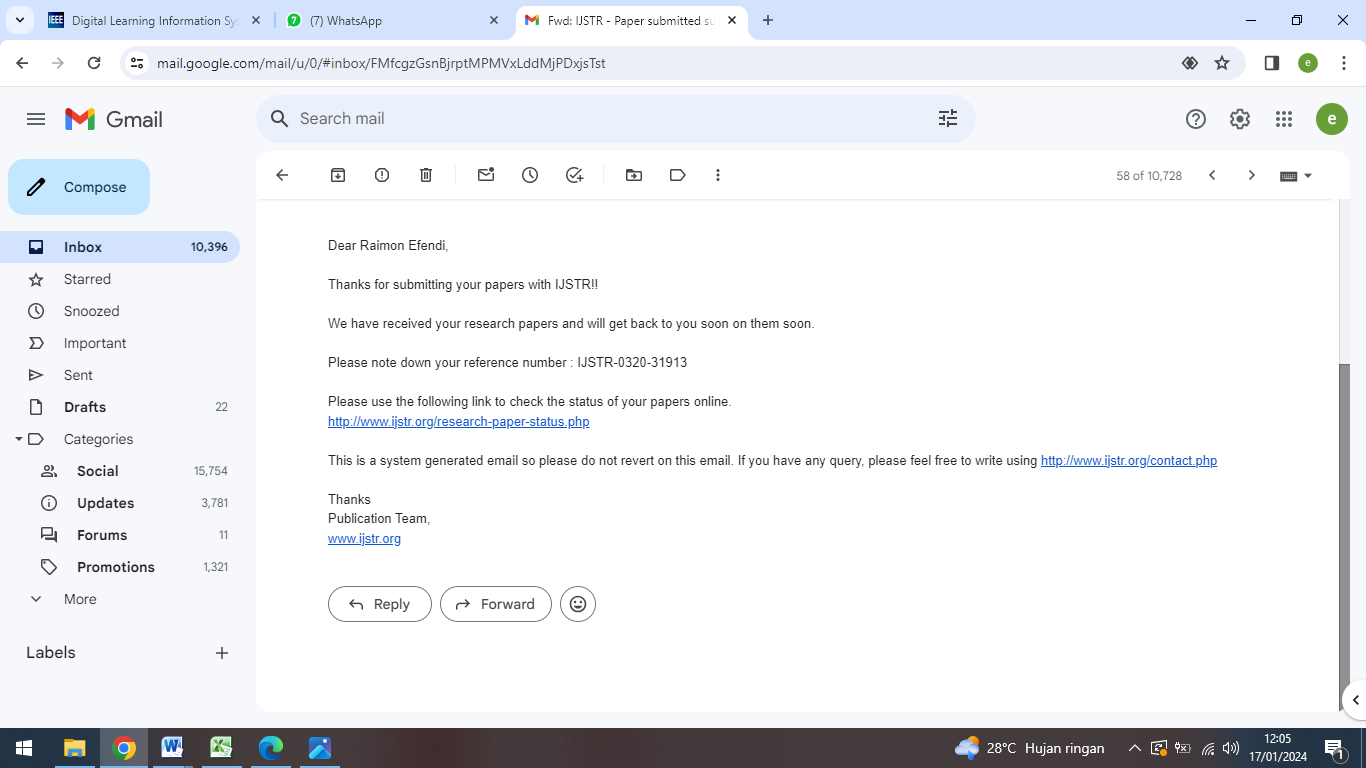 Digital Learning Information Sy
(7) WhatsApp
Fwd: IJSTR - Paper submitted su
mail.google.com/mail/u/0/#inbox/FMfcgzGsnBjrptMPMVxLddMjPDxjsTst
e
Gmail
Search mail
e
Compose
58 of 10,728
Inbox 10,396
Starred
Snoozed
Important
Sent
Drafts 22
Categories
Social 15,754
Updates 3,781
Forums 11
Promotions 1,321
More
Labels
Dear Raimon Efendi,
Thanks for submitting your papers with IJSTR!!
We have received your research papers and will get back to you soon on them soon.
Please note down your reference number : IJSTR-0320-31913
Please use the following link to check the status of your papers online.
http://www.ijstr.org/research-paper-status.php
This is a system generated email so please do not revert on this email. If you have any query, please feel free to write using http://www.ijstr.org/contact.php
Thanks
Publication Team,
www.ijstr.org
Reply
Forward
28°C Hujan ringan
12:05
17/01/2024
1